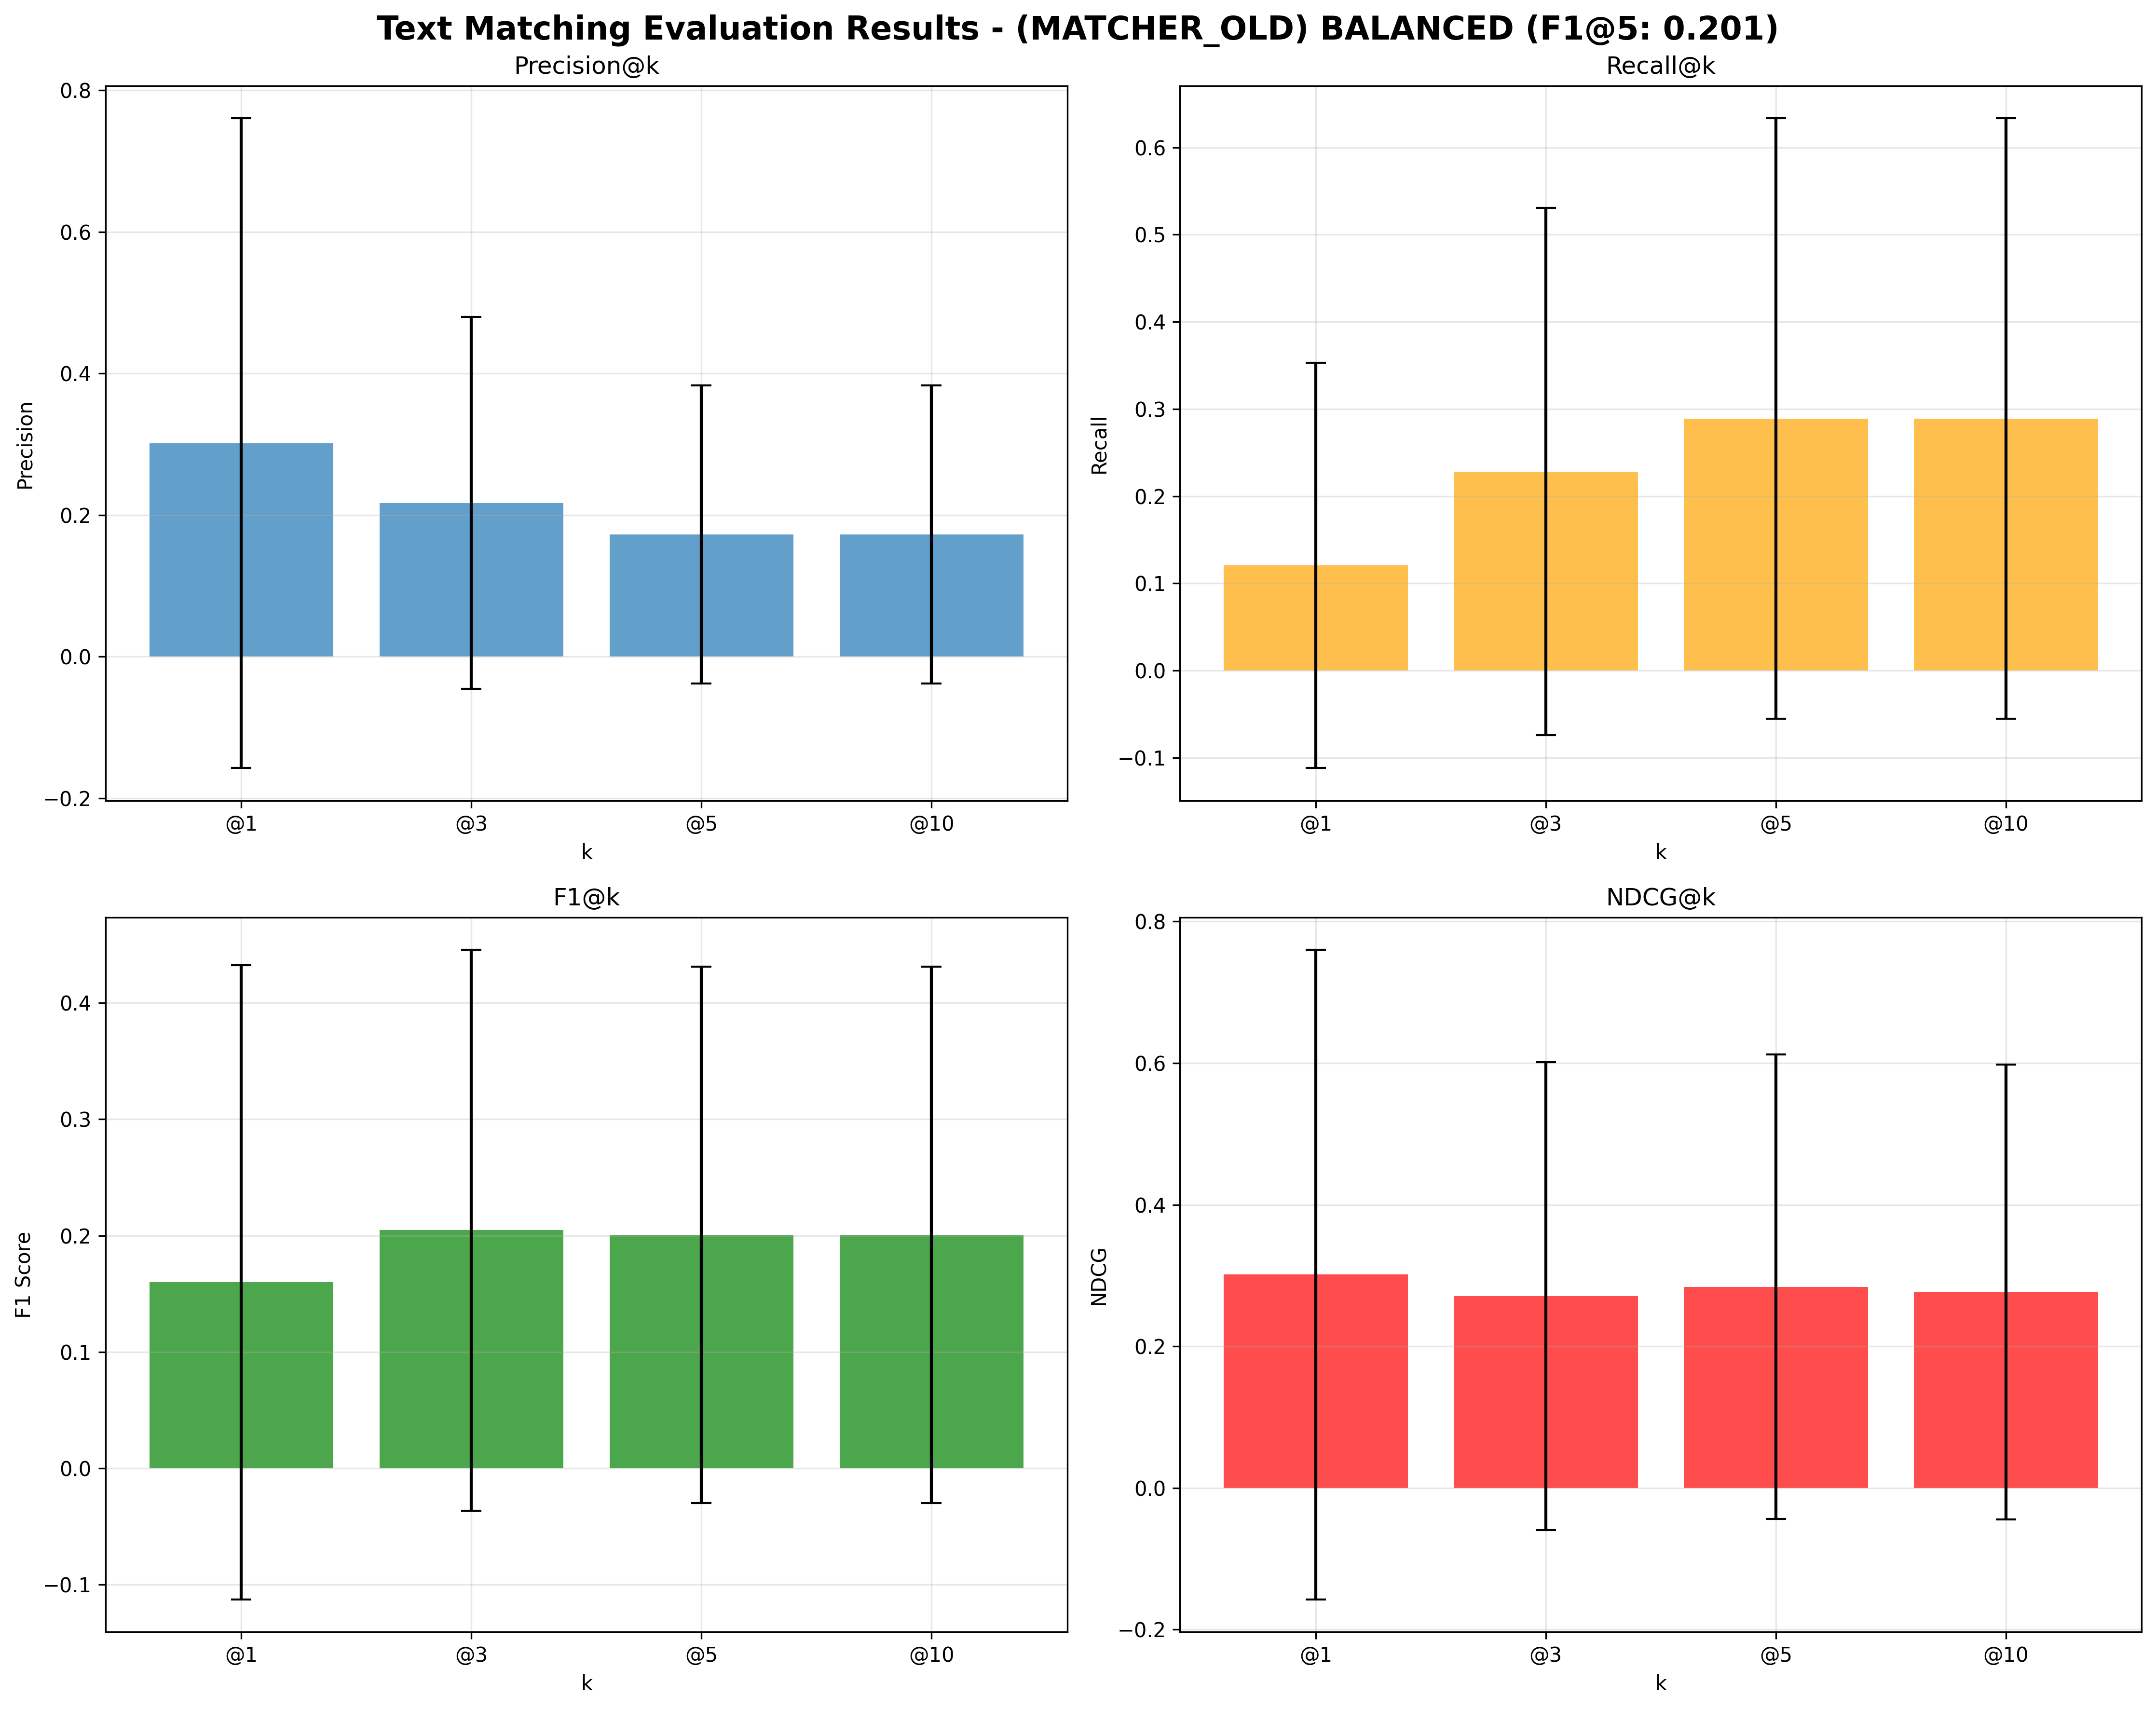 Text Matching Evaluation Results - (MATCHER_OLD) BALANCED (F1@5: 0.201)
Precision@k
0.8
0.6
0.4
0.2
0.0
−0.2
Precision
@1 @3 @5 @10
k
Recall@k
0.6
0.5
0.4
0.3
0.2
0.1
0.0
−0.1
Recall
@1 @3 @5 @10
k
F1@k
0.4
0.3
0.2
0.1
0.0
−0.1
F1 Score
@1 @3 @5 @10
k
NDCG@k
0.8
0.6
0.4
0.2
0.0
−0.2
NDCG
@1 @3 @5 @10
k